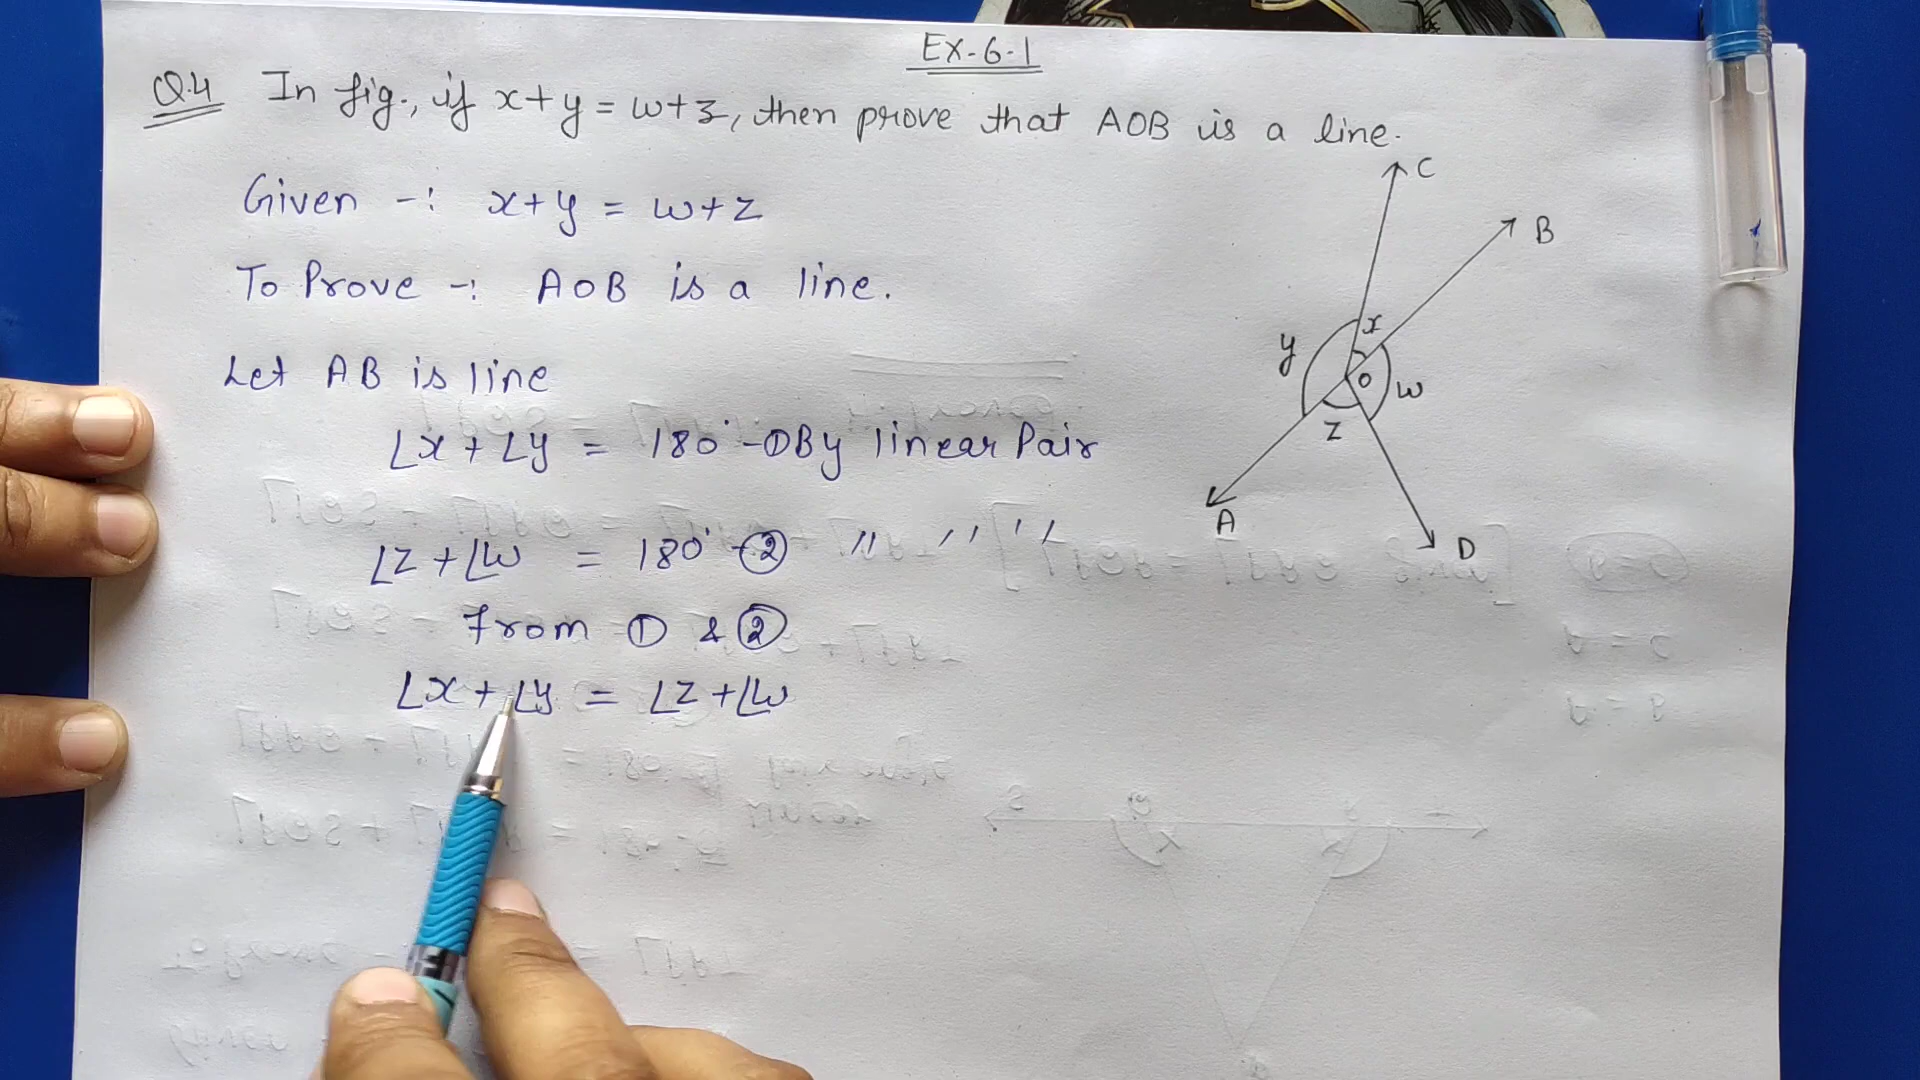 Ex-6.1
Q.4 In fig., if x+y = w+z, then prove that AOB is a line.
Given -: x+y = w+z
To Prove -: AOB is a line.
Let AB is line
∠x + ∠y = 180° -① By linear Pair
∠z + ∠w = 180° -② " " " "
From ① & ②
∠x + ∠y = ∠z + ∠w
C
B
x
y
O
w
z
A
D